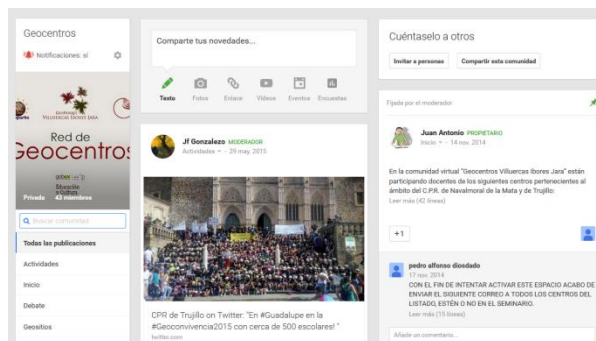 Geocentros
Notificaciones: sí
VILLUERCAS IBORES JARA
Red de
Geocentros
Educación
y Cultura
Privada 43 miembros
Buscar comunidad
Todas las publicaciones
Actividades
Inicio
Debate
Geositios
Comparte tus novedades...
Texto Fotos Enlace Vídeos Eventos Encuestas
Jf Gonzalezo MODERADOR
Actividades - 29 may. 2015
CPR de Trujillo on Twitter: "En #Guadalupe en la
#Geoconvivencia2015 con cerca de 500 escolares! "
twitter.com
Cuéntaselo a otros
Invitar a personas Compartir esta comunidad
Fijada por el moderador
Juan Antonio PROPIETARIO
Inicio - 14 nov. 2014
En la comunidad virtual "Geocentros Villuercas Ibores Jara" están
participando docentes de los siguientes centros pertenecientes al
ámbito del C.P.R. de Navalmoral de la Mata y de Trujillo:
Leer más (42 líneas)
+1
pedro alfonso diosdado
17 nov. 2014
CON EL FIN DE INTENTAR ACTIVAR ESTE ESPACIO ACABO DE
ENVIAR EL SIGUIENTE CORREO A TODOS LOS CENTROS DEL
LISTADO, ESTÉN O NO EN EL SEMINARIO.
Leer más (15 líneas)
Añade un comentario...